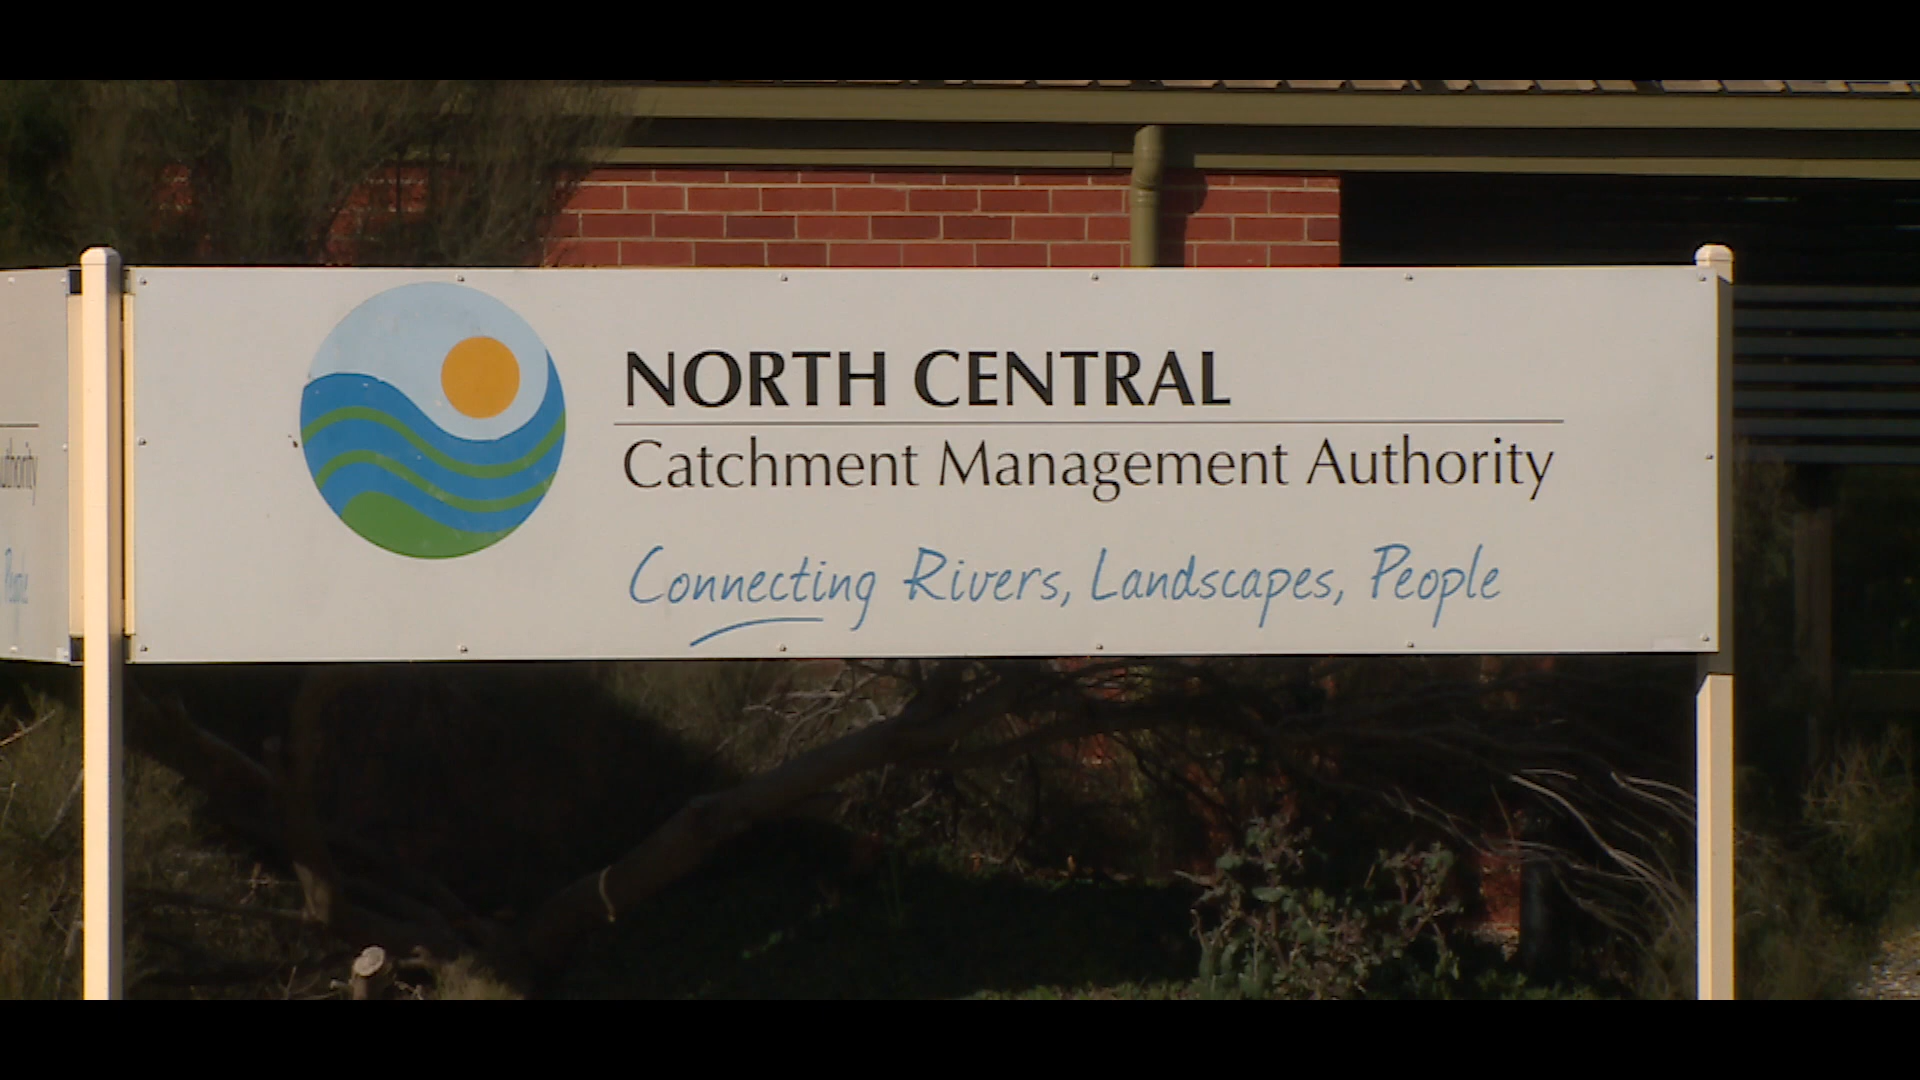 NORTH CENTRAL
Catchment Management Authority
Connecting Rivers, Landscapes, People